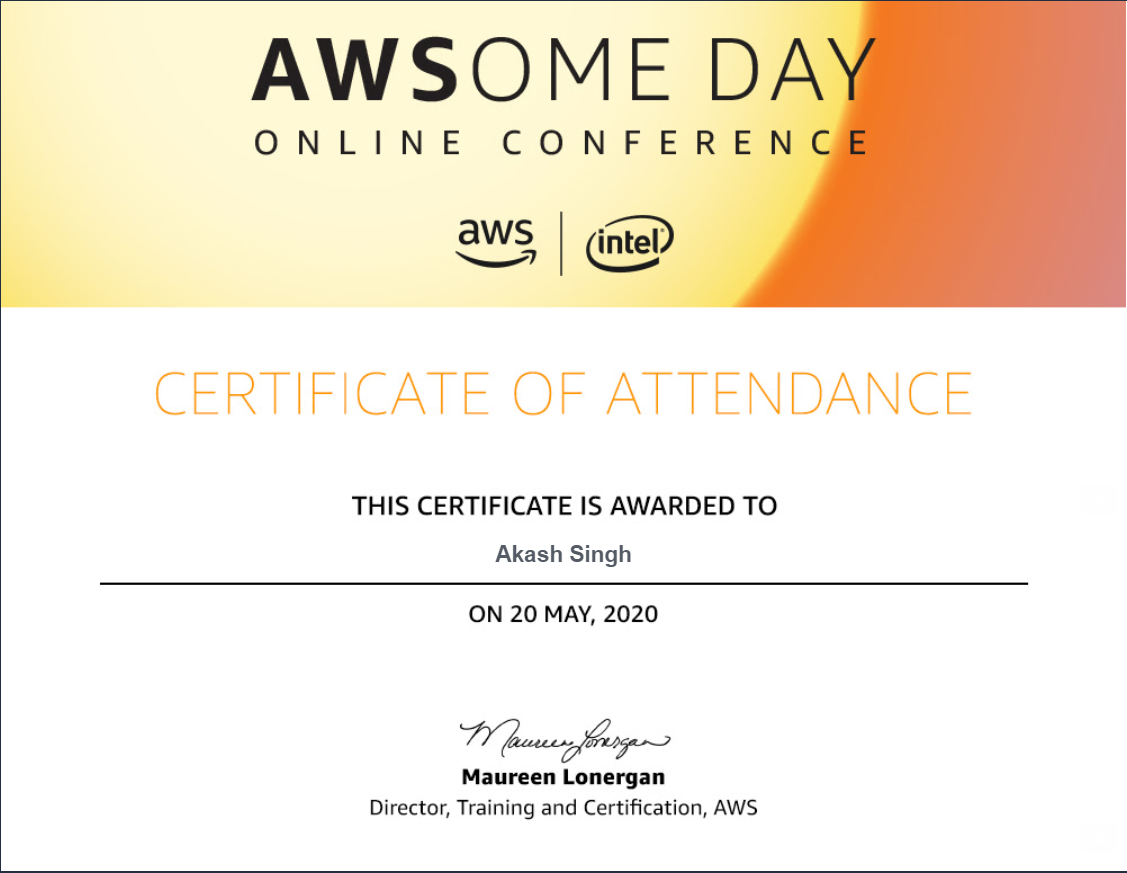 AWSOME DAY
ONLINE CONFERENCE
aws intel
CERTIFICATE OF ATTENDANCE
THIS CERTIFICATE IS AWARDED TO
Akash Singh
ON 20 MAY, 2020
Maureen Lonergan
Maureen Lonergan
Director, Training and Certification, AWS